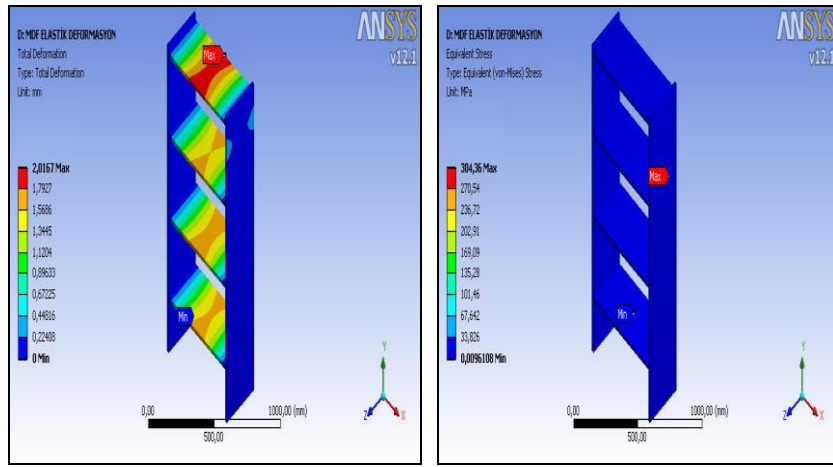 D: MDF ELASTİK DEFORMASYON
Total Deformation
Type: Total Deformation
Unit: mm
ANSYS
v12.1
Max
2,0167 Max
1,7927
1,5686
1,3445
1,1204
0,89633
0,67225
0,44816
0,22408
0 Min
Min
0,00
500,00
1000,00 (mm)
Y
Z
X
D: MDF ELASTİK DEFORMASYON
Equivalent Stress
Type: Equivalent (von-Mises) Stress
Unit: MPa
ANSYS
v12.1
304,36 Max
270,54
236,72
202,91
169,09
135,28
101,46
67,642
33,826
0,0096108 Min
Max
Min
0,00
500,00
1000,00 (mm)
Y
Z
X